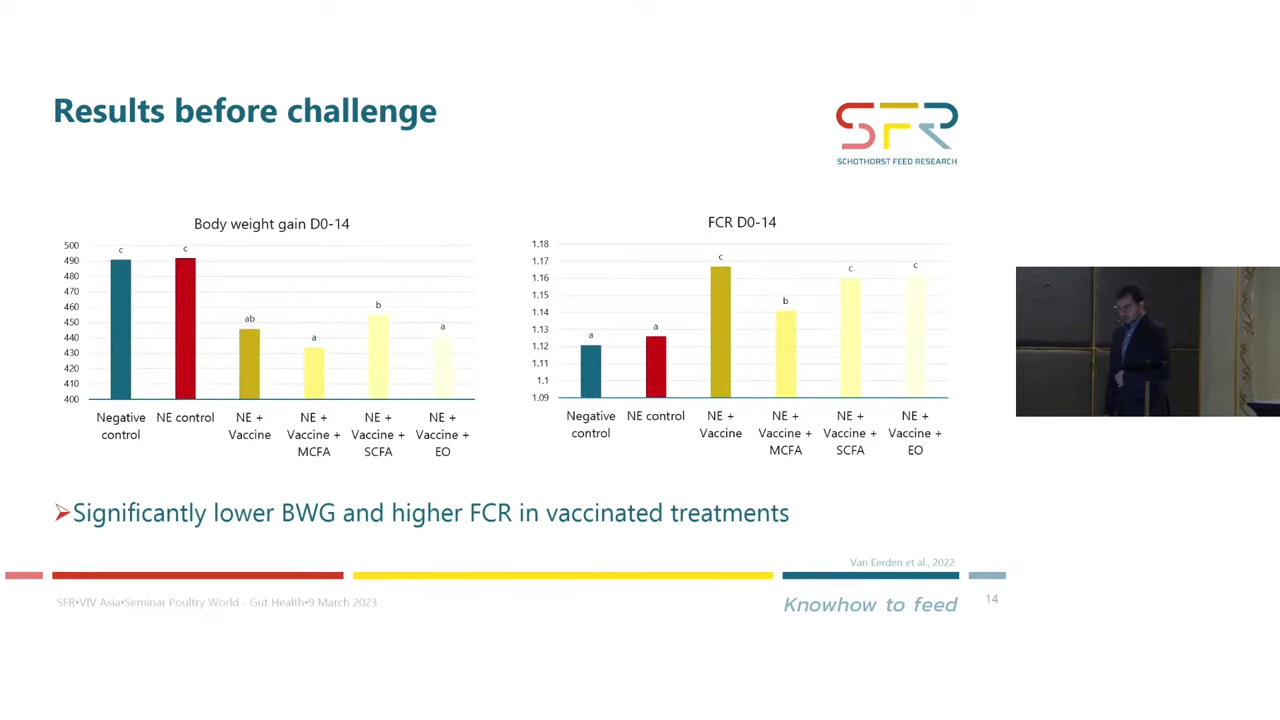 Results before challenge
SFR
SCHOTHORST FEED RESEARCH
Body weight gain D0-14
500
490
480
470
460
450
440
430
420
410
400
c
c
ab
a
b
a
Negative
control
NE control
NE +
Vaccine
NE +
Vaccine +
MCFA
NE +
Vaccine +
SCFA
NE +
Vaccine +
EO
FCR D0-14
1.18
1.17
1.16
1.15
1.14
1.13
1.12
1.11
1.1
1.09
a
a
c
b
c
c
Negative
control
NE control
NE +
Vaccine
NE +
Vaccine +
MCFA
NE +
Vaccine +
SCFA
NE +
Vaccine +
EO
Significantly lower BWG and higher FCR in vaccinated treatments
Van Eerden et al., 2022
SFR•VIV Asia•Seminar Poultry World - Gut Health•9 March 2023
Knowhow to feed
14